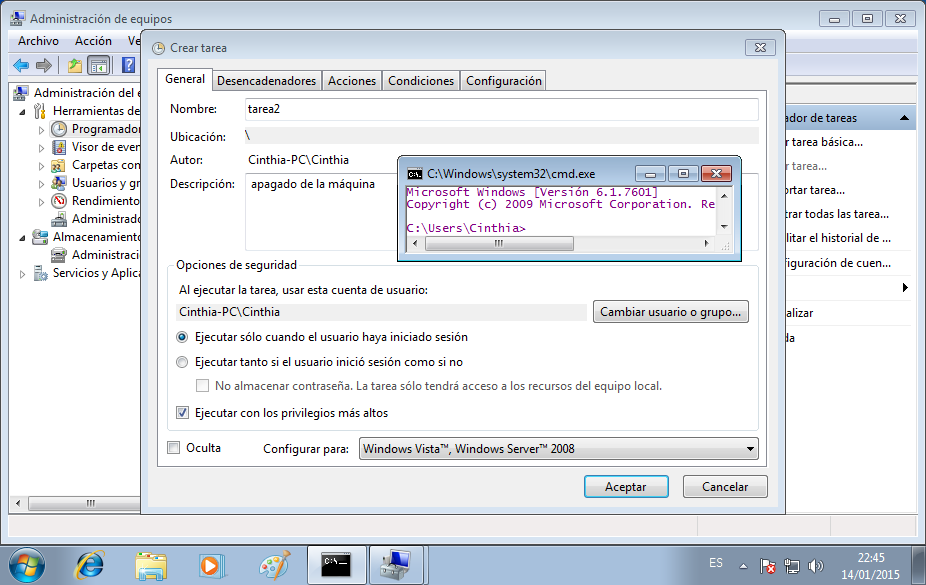 Administración de equipos
Archivo Acción Ve
Crear tarea
General Desencadenadores Acciones Condiciones Configuración
Nombre: tarea2
Ubicación: \
Autor: Cinthia-PC\Cinthia
Descripción: apagado de la máquina
C:\Windows\system32\cmd.exe
Microsoft Windows [Versión 6.1.7601]
Copyright (c) 2009 Microsoft Corporation. Re
C:\Users\Cinthia>
Opciones de seguridad
Al ejecutar la tarea, usar esta cuenta de usuario:
Cinthia-PC\Cinthia
Cambiar usuario o grupo...
Ejecutar sólo cuando el usuario haya iniciado sesión
Ejecutar tanto si el usuario inició sesión como si no
No almacenar contraseña. La tarea sólo tendrá acceso a los recursos del equipo local.
Ejecutar con los privilegios más altos
Oculta
Configurar para: Windows Vista™, Windows Server™ 2008
Aceptar Cancelar
Administración del e
Herramientas de
Programador
Visor de even
Carpetas con
Usuarios y gr
Rendimiento
Administrado
Almacenamiento
Administraci
Servicios y Aplica
ador de tareas
r tarea básica...
r tarea...
ortar tarea...
trar todas las tarea...
litar el historial de ...
figuración de cuen...
alizar
da
ES
22:45
14/01/2015